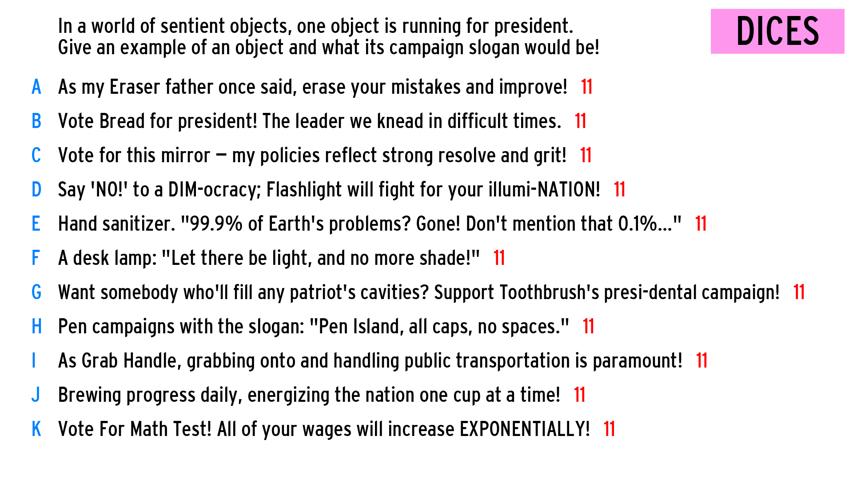 In a world of sentient objects, one object is running for president.
Give an example of an object and what its campaign slogan would be!
DICES
A As my Eraser father once said, erase your mistakes and improve! 11
B Vote Bread for president! The leader we knead in difficult times. 11
C Vote for this mirror – my policies reflect strong resolve and grit! 11
D Say 'NO!' to a DIM-ocracy; Flashlight will fight for your illumi-NATION! 11
E Hand sanitizer. "99.9% of Earth's problems? Gone! Don't mention that 0.1%..." 11
F A desk lamp: "Let there be light, and no more shade!" 11
G Want somebody who'll fill any patriot's cavities? Support Toothbrush's presi-dental campaign! 11
H Pen campaigns with the slogan: "Pen Island, all caps, no spaces." 11
I As Grab Handle, grabbing onto and handling public transportation is paramount! 11
J Brewing progress daily, energizing the nation one cup at a time! 11
K Vote For Math Test! All of your wages will increase EXPONENTIALLY! 11